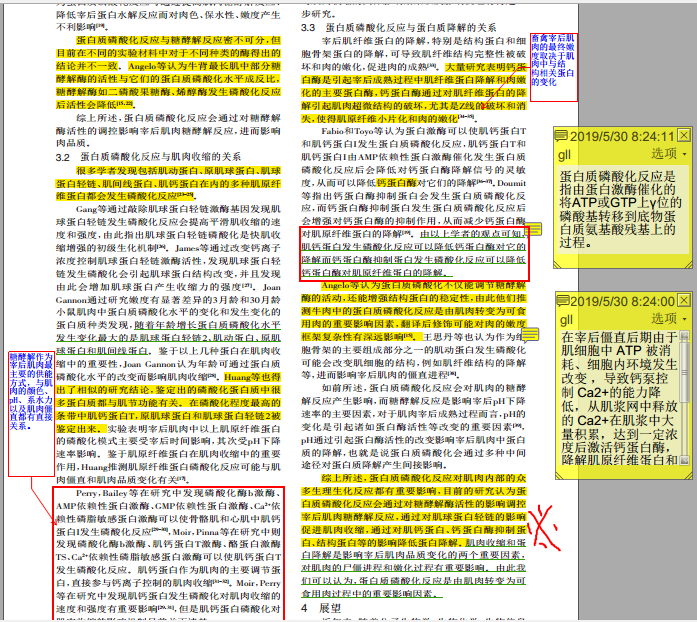 降低宰后蛋白水解反应而对肉色、保水性、嫩度产生
不利影响[19]。
蛋白质磷酸化反应与糖酵解反应密不可分,但
目前在不同的实验材料中对于不同种类的酶得出的
结论并不一致。Angelo等认为牛背最长肌中部分糖
酵解酶的活性与它们的蛋白质磷酸化水平成反比,
糖酵解酶如二磷酸果糖酶、烯醇酶发生磷酸化反应
后活性会降低[15,22]。
综上所述,蛋白质磷酸化反应会通过对糖酵解
酶活性的调控影响宰后肉糖酵解反应,进而影响
肉品质。
3.2 蛋白质磷酸化反应与肌肉收缩的关系
很多学者发现包括肌动蛋白、原肌球蛋白、肌球
蛋白轻链、肌间线蛋白、肌钙蛋白在内的多种肌原纤
维蛋白都会发生磷酸化反应
Gang等通过敲除肌球蛋白轻链激酶基因发现肌
球蛋白轻链发生磷酸化反应会提高平滑肌收缩的速
度和强度,由此指出肌球蛋白轻链磷酸化是快肌收
缩增强的初级生化机制[26]。James等通过改变钙离子
浓度控制肌球蛋白轻链激酶活性,发现肌球蛋白轻
链发生磷酸化会引起肌球蛋白结构改变,并且发现
由此会增加肌球蛋白产生收缩力的强度[27]。Joan
Gannon通过研究嫩度有显著差异的3月龄和30月龄
小鼠肌肉中蛋白质磷酸化水平的变化和发生变化的
蛋白质种类发现,随着年龄增长蛋白质磷酸化水平
发生变化最大的是肌球蛋白轻链2、肌动蛋白、原肌
球蛋白和肌间线蛋白。鉴于以上几种蛋白在肌肉收
缩中的重要性,Joan Gannon认为年龄可通过蛋白质
磷酸化水平的改变而影响肌肉收缩[28]。Huang等也得
出了相似的研究结论,鉴定出的磷酸化蛋白质中很
多蛋白质都与肌节功能有关。在磷酸化程度最高的
条带中肌钙蛋白T,原肌球蛋白和肌球蛋白轻链2被
鉴定出来。实验表明宰后肌肉中以上肌原纤维蛋白
的磷酸化模式主要受宰后时间影响,其次受pH下降
速率影响。鉴于肌原纤维蛋白在肌肉收缩中的重要
作用,Huang推测肌原纤维蛋白磷酸化反应可能与肌
肉僵直和肌肉品质变化有关[7]。
Perry,Bailey等在研究中发现磷酸化酶b激酶、
AMP依赖性蛋白激酶、GMP依赖性蛋白激酶、Ca²⁺依
赖性磷脂敏感蛋白激酶可以使骨骼肌和心肌中肌钙
蛋白I发生磷酸化反应[29-30],Moir,Pinna等在研究中则
发现磷酸化酶b激酶、肌钙蛋白T激酶、酪蛋白激酶
TS、Ca²⁺依赖性磷脂敏感蛋白激酶可以使肌钙蛋白T
发生磷酸化反应。肌钙蛋白作为肌肉的主要调节蛋
白,直接参与钙离子控制的肌肉收缩[31-32]。Moir,Perry
等在研究中发现肌钙蛋白发生磷酸化对肌肉收缩的
速度和强度有重要影响[29,31],但是肌钙蛋白磷酸化对
糖酵解作为
宰后肌肉最
主要的供能
方式,与肉
的颜色、
pH、系水力
以及肌肉僵
直都有直接
关系。
步研究。
3.3 蛋白质磷酸化反应与蛋白质降解的关系
宰后肌纤维蛋白的降解,特别是结构蛋白和细
胞骨架蛋白的降解,可导致肌纤维结构完整性被破
坏和肉的嫩化,促进肉的成熟。大量研究表明钙蛋
白酶是引起宰后成熟过程中肌纤维蛋白降解和肉嫩
化的主要蛋白酶,钙蛋白酶通过对肌纤维蛋白的降
解引起肌肉超微结构的破坏,尤其是Z线的破坏和消
失,使得肌原纤维小片化和肉的嫩化
Fabio和Toyo等认为蛋白激酶可以使肌钙蛋白T
和肌钙蛋白I发生蛋白质磷酸化反应,肌钙蛋白T和
肌钙蛋白I由AMP依赖性蛋白激酶催化发生蛋白质
磷酸化反应后会降低对钙蛋白酶降解信号的灵敏
度,从而可以降低钙蛋白酶对它们的降解。Doumit
等指出钙蛋白酶抑制蛋白会发生蛋白质磷酸化反
应,而钙蛋白酶抑制蛋白发生蛋白质磷酸化反应后
会增强对钙蛋白酶的抑制作用,从而减少钙蛋白酶
对肌原纤维蛋白的降解。由以上学者的观点可知,
肌钙蛋白发生磷酸化反应可以降低钙蛋白酶对它的
降解而钙蛋白酶抑制蛋白发生磷酸化反应可以降低
钙蛋白酶对肌原纤维蛋白的降解。
Angelo等认为蛋白质磷酸化不仅能调节糖酵解
酶的活动,还能增强结构蛋白的稳定性,由此他们推
测牛肉中的蛋白质磷酸化反应是由肌肉转变为可食
用肉的重要影响因素,翻译后修饰可能对肉的嫩度
框架复杂性有深远影响。王思丹等也认为作为细
胞骨架的主要组成部分之一的肌动蛋白发生磷酸化
可能会改变肌细胞的结构,例如肌纤维结构的降解
等,进而影响宰后肌肉的僵直进程。
如前所述,蛋白质磷酸化反应会对肌肉的糖酵
解反应产生影响,而糖酵解反应是影响宰后pH下降
速率的主要因素,对于肌肉宰后成熟过程而言,pH的
变化是引起诸如蛋白酶活性等改变的重要因素。
pH通过引起蛋白酶活性的改变影响宰后肌肉中蛋白
质的降解,也就是说蛋白质磷酸化会通过多种中间
途径对蛋白质降解产生间接影响。
综上所述,蛋白质磷酸化反应对肌肉内部的众
多生理生化反应都有重要影响,目前的研究认为蛋
白质磷酸化反应会通过对糖酵解酶活性的影响调控
宰后肌肉糖酵解反应,通过对肌球蛋白轻链的影响
促进肌肉收缩,通过对肌钙蛋白,钙蛋白酶抑制蛋
白,结构蛋白等的影响降低蛋白降解。肌肉收缩和蛋
白降解是影响宰后肌肉品质变化的两个重要因素,
对肌肉的尸僵进程和嫩化过程有重要影响。由此我
们可以认为,蛋白质磷酸化反应是由肌肉转变为可
食用肉过程中的重要影响因素。
4 展望
畜禽宰后肌
肉的最终嫩
度取决于肌
肉中与结
构相关蛋白
的变化
2019/5/30 8:24:11
gll
选项
蛋白质磷酸化反应是
指由蛋白激酶催化的
将ATP或GTP上γ位的
磷酸基转移到底物蛋
白质氨基酸残基上的
过程。
2019/5/30 8:24:00
gll
选项
在宰后僵直后期由于
肌细胞中 ATP 被消
耗、细胞内环境发生
改变 ，导致钙泵控
制 Ca2+的能力降
低，从肌浆网中释放
的 Ca2+在肌浆中大
量积累，达到一定浓
度后激活钙蛋白酶，
降解肌原纤维蛋白和